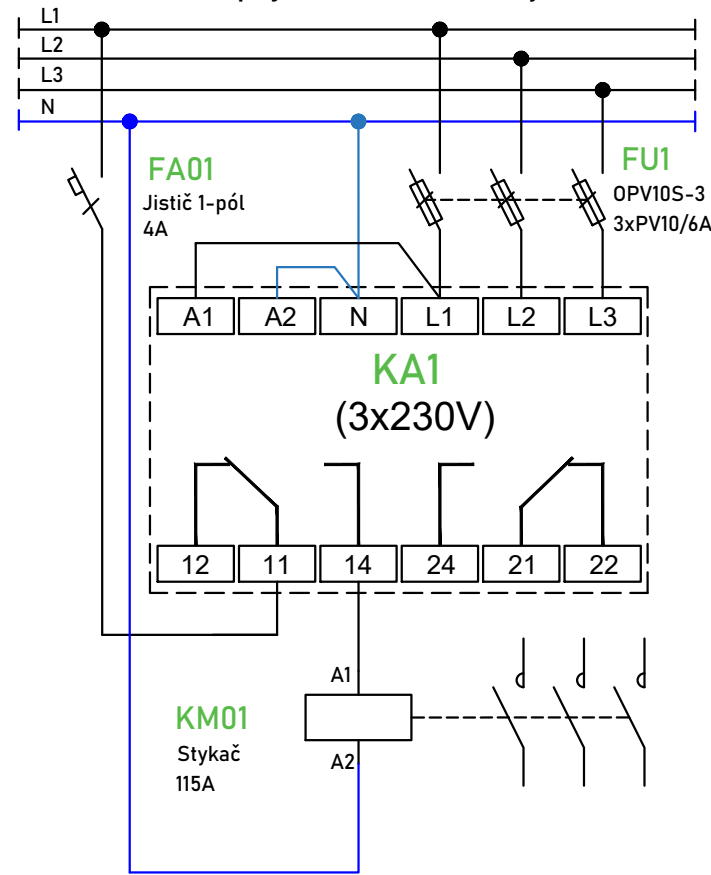 L1
L2
L3
N
FA01
Jistič 1-pól
4A
FU1
OPV10S-3
3xPV10/6A
A1 A2 N L1 L2 L3
KA1
(3x230V)
12 11 14 24 21 22
A1
KM01
Stykač
115A
A2